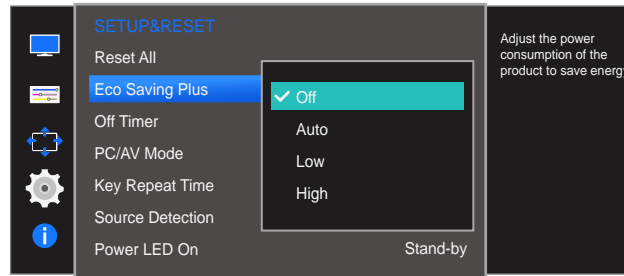 SETUP&RESET
Reset All
Eco Saving Plus
Off Timer
PC/AV Mode
Key Repeat Time
Source Detection
Power LED On
Stand-by
Off
Auto
Low
High
Adjust the power
consumption of the
product to save energy